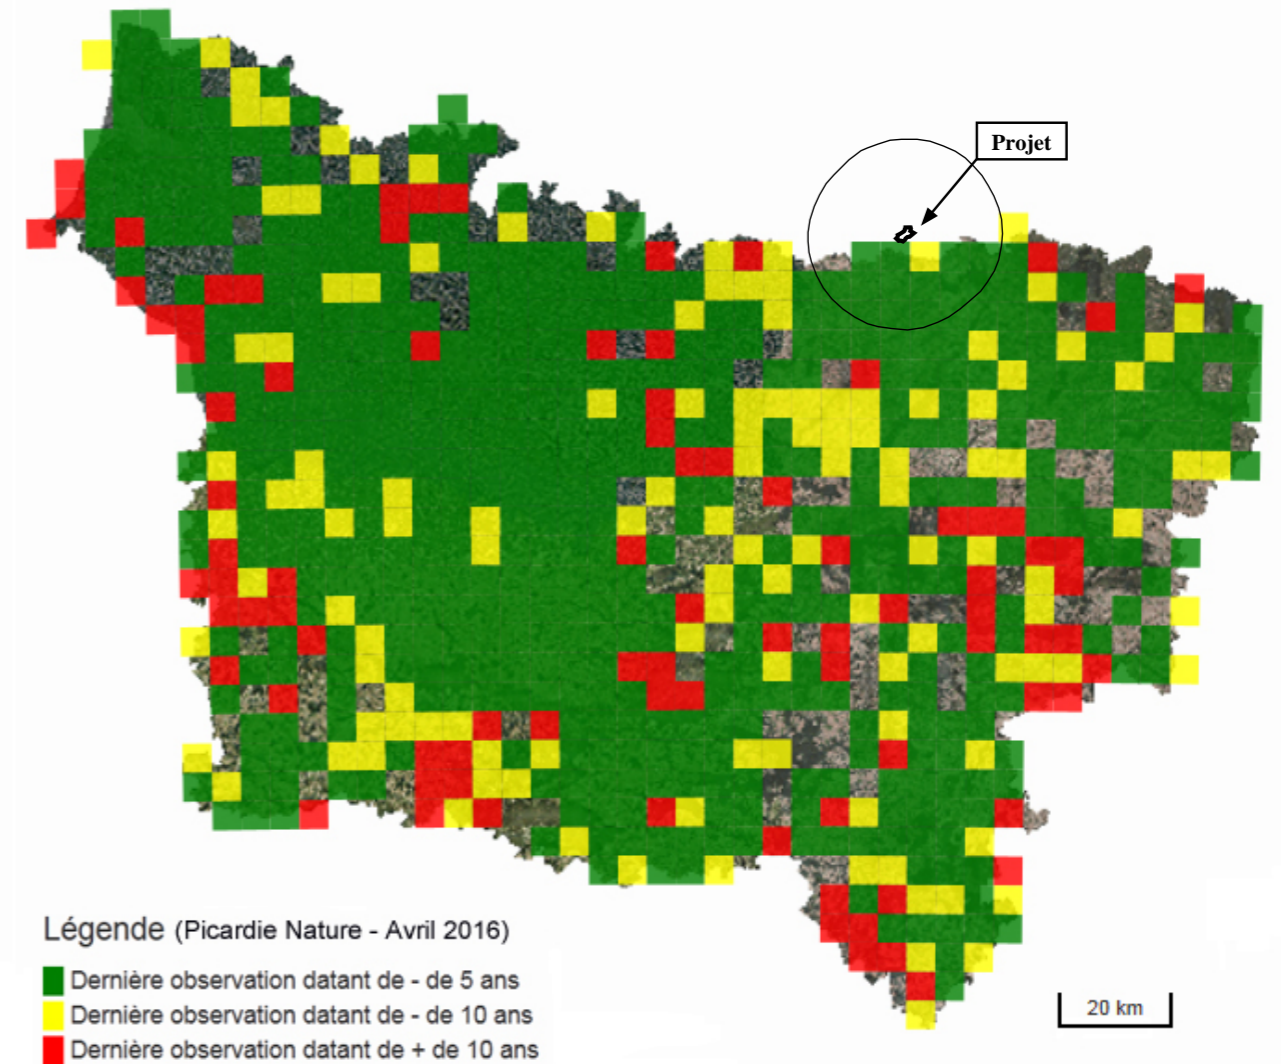 Projet
Légende (Picardie Nature - Avril 2016)
Dernière observation datant de - de 5 ans
Dernière observation datant de - de 10 ans
Dernière observation datant de + de 10 ans
20 km